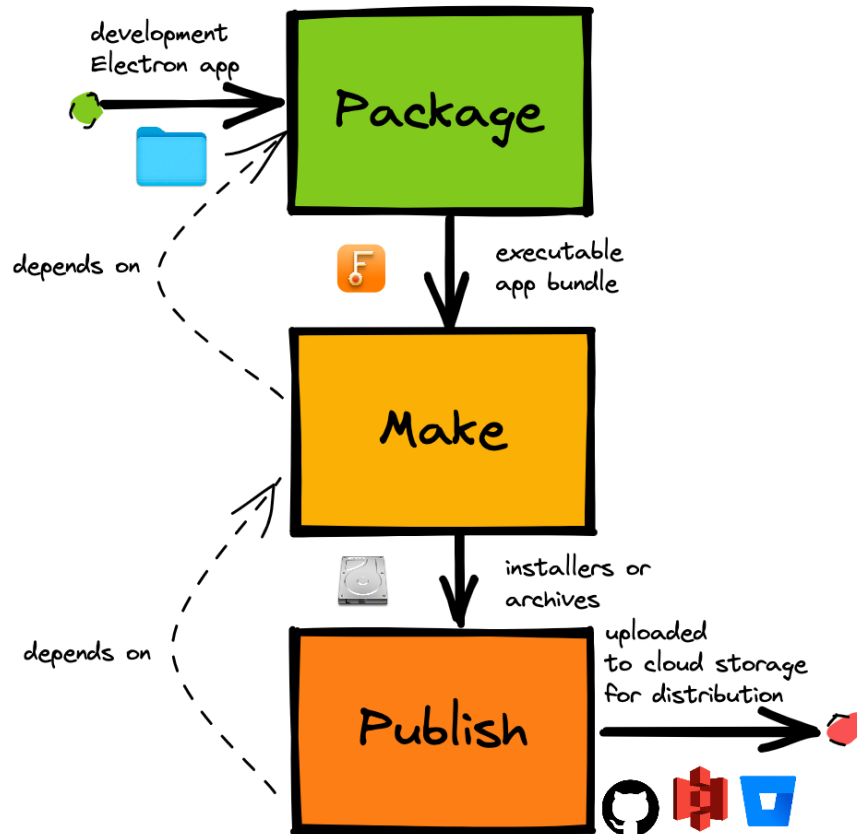 development
Electron app
Package
depends on
executable
app bundle
Make
installers or
archives
depends on
uploaded
to cloud storage
for distribution
Publish